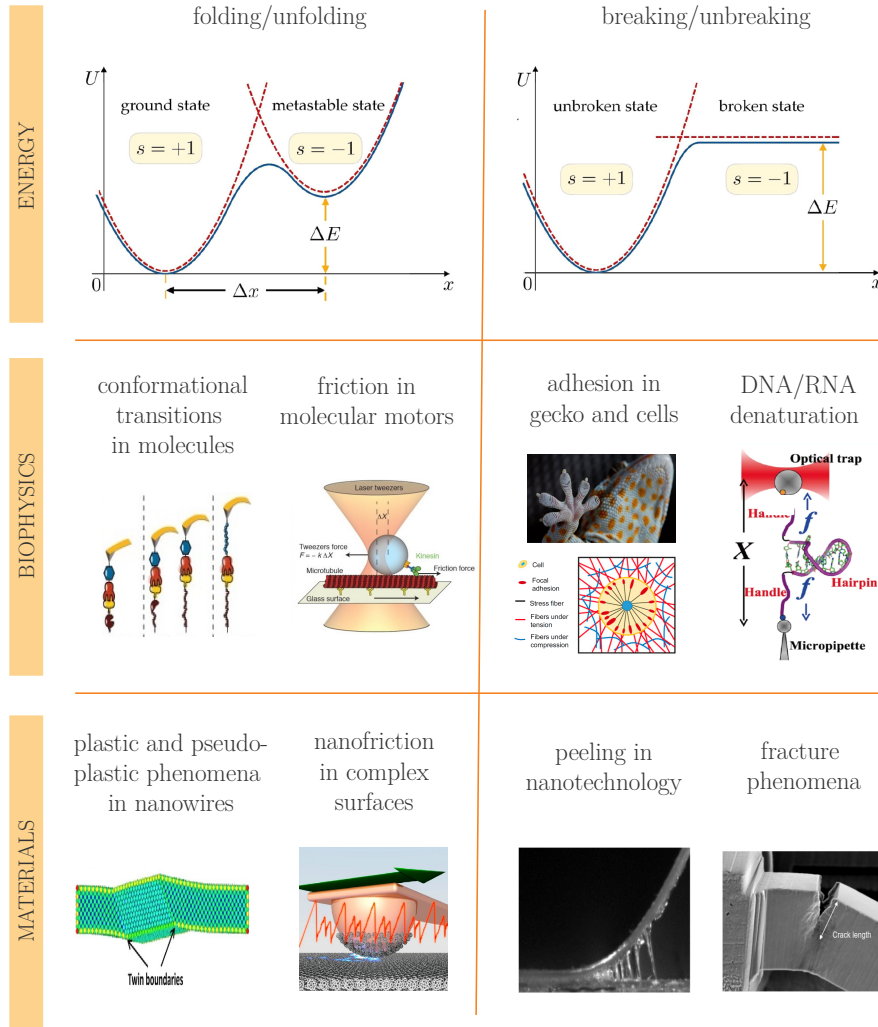 folding/unfolding
breaking/unbreaking
ENERGY
U
ground state
metastable state
s = +1
s = −1
ΔE
0
Δx
x
U
unbroken state
broken state
s = +1
s = −1
ΔE
0
x
BIOPHYSICS
conformational
transitions
in molecules
friction in
molecular motors
Laser tweezers
ΔX
Tweezers force
F = − k ΔX
Kinesin
Microtubule
Friction force
Glass surface
adhesion in
gecko and cells
Cell
Focal
adhesion
Stress fiber
Fibers under
tension
Fibers under
compression
DNA/RNA
denaturation
Optical trap
Handle
f
X
Hairpin
Handle
f
Micropipette
MATERIALS
plastic and pseudo-
plastic phenomena
in nanowires
Twin boundaries
nanofriction
in complex
surfaces
peeling in
nanotechnology
fracture
phenomena
Crack length